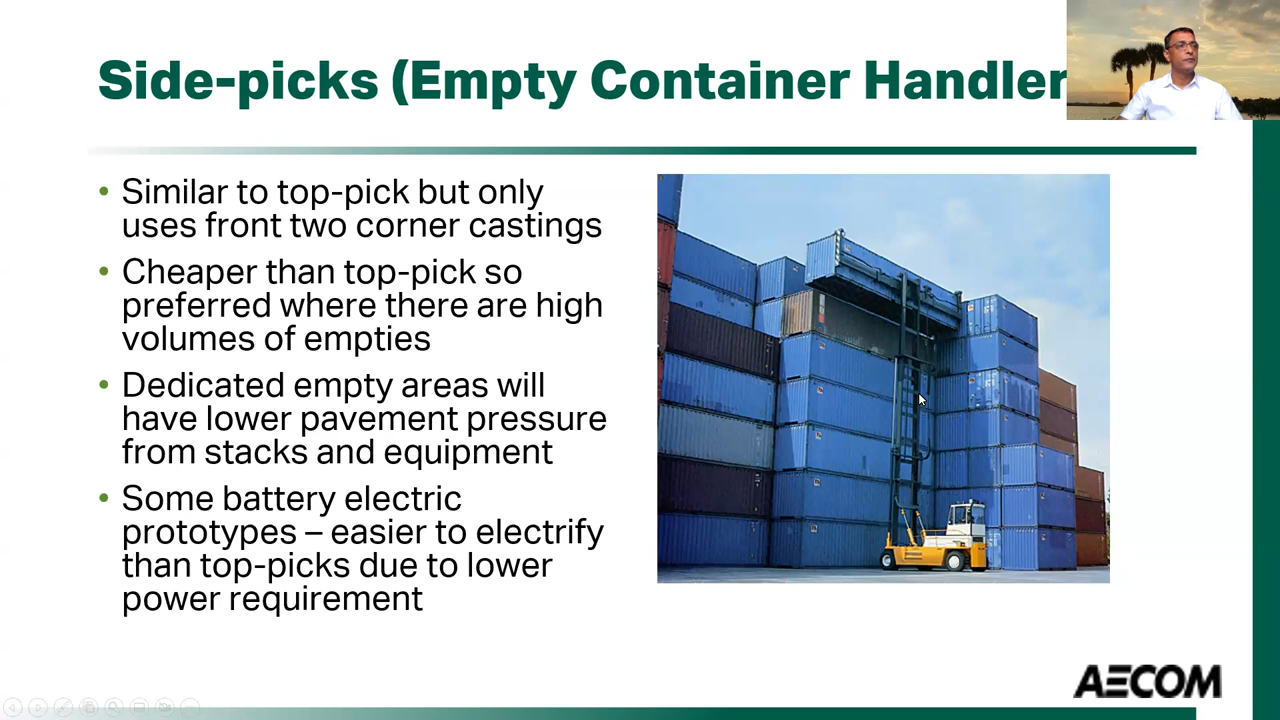 Side-picks (Empty Container Handler
• Similar to top-pick but only
uses front two corner castings
• Cheaper than top-pick so
preferred where there are high
volumes of empties
• Dedicated empty areas will
have lower pavement pressure
from stacks and equipment
• Some battery electric
prototypes – easier to electrify
than top-picks due to lower
power requirement
AECOM